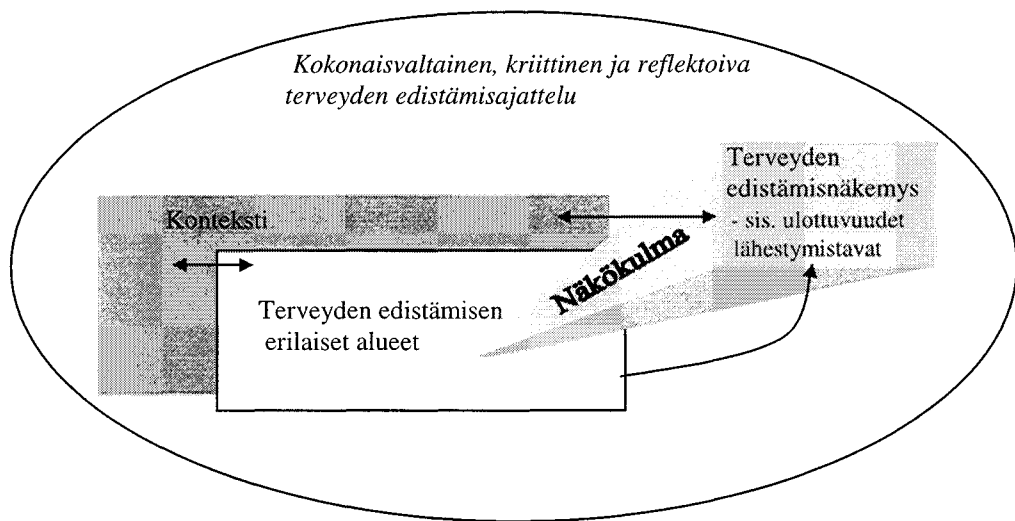 Kokonaisvaltainen, kriittinen ja reflektoiva
terveyden edistämisajattelu
Terveyden
edistämisnäkemys
- sis. ulottuvuudet
lähestymistavat
Konteksti
Näkökulma
Terveyden edistämisen
erilaiset alueet